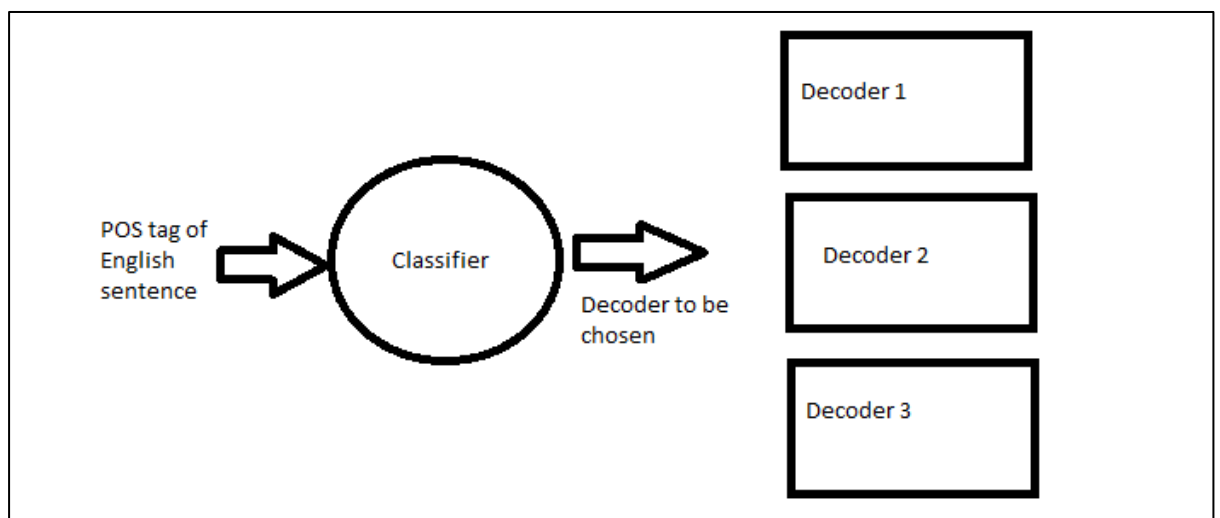 POS tag of
English
sentence
Classifier
Decoder to be
chosen
Decoder 1
Decoder 2
Decoder 3